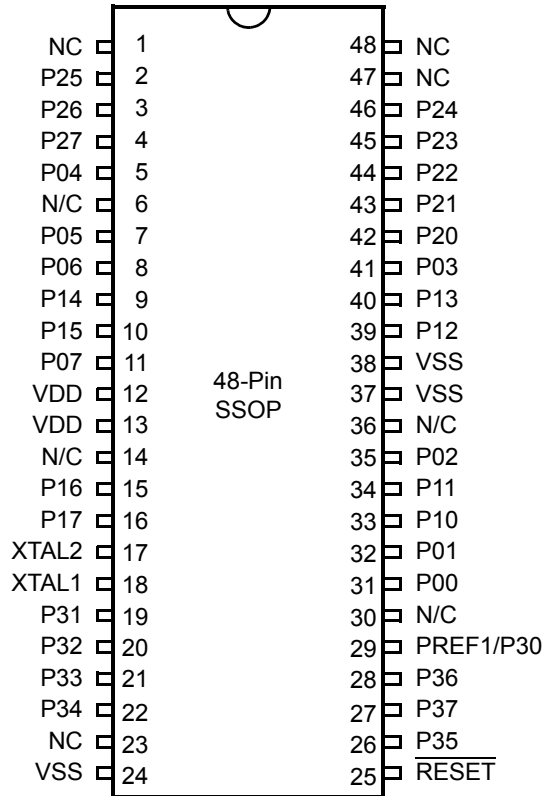 NC 1 48 NC
P25 2 47 NC
P26 3 46 P24
P27 4 45 P23
P04 5 44 P22
N/C 6 43 P21
P05 7 42 P20
P06 8 41 P03
P14 9 40 P13
P15 10 39 P12
P07 11 38 VSS
VDD 12 48-Pin 37 VSS
VDD 13 SSOP 36 N/C
N/C 14 35 P02
P16 15 34 P11
P17 16 33 P10
XTAL2 17 32 P01
XTAL1 18 31 P00
P31 19 30 N/C
P32 20 29 PREF1/P30
P33 21 28 P36
P34 22 27 P37
NC 23 26 P35
VSS 24 25 RESET